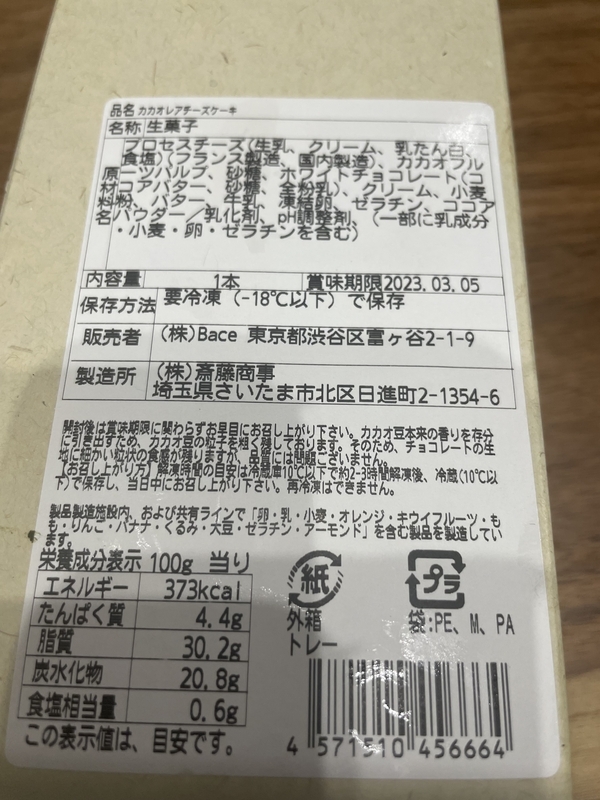 品名 カカオレアチーズケーキ
名称 生菓子
原材料名
プロセスチーズ(生乳、クリーム、乳たん白、
食塩)(フランス製造、国内製造)、カカオフル
ーツパルプ、砂糖、ホワイトチョコレート(コ
コアバター、砂糖、全粉乳)、クリーム、小麦
粉、バター、牛乳、凍結卵、ゼラチン、ココア
パウダー/乳化剤、pH調整剤、(一部に乳成分
・小麦・卵・ゼラチンを含む)
内容量 1本 賞味期限2023.03.05
保存方法 要冷凍(-18℃以下)で保存
販売者 (株)Bace 東京都渋谷区富ヶ谷2-1-9
製造所 (株)斎藤商事
埼玉県さいたま市北区日進町2-1354-6
開封後は賞味期限に関わらずお早目にお召し上がり下さい。カカオ豆本来の香りを存分
に引き出すため、カカオ豆の粒子を粗く残しております。そのため、チョコレートの生
地に細かい粒状の食感が残りますが、品質には問題ございません。
【お召し上がり方】解凍時間の目安は冷蔵庫10℃以下で約2-3時間解凍後、冷蔵(10℃以
下)で保存し、当日中にお召し上がり下さい。再冷凍はできません。
製品製造施設内、および共有ラインで「卵・乳・小麦・オレンジ・キウイフルーツ・も
も・りんご・バナナ・くるみ・大豆・ゼラチン・アーモンド」を含む製品を製造してい
ます。
栄養成分表示 100g 当り
エネルギー 373kcal
たんぱく質 4.4g
脂質 30.2g
炭水化物 20.8g
食塩相当量 0.6g
この表示値は、目安です。
紙
外箱
トレー
プラ
袋:PE、M、PA
4 571510 456664